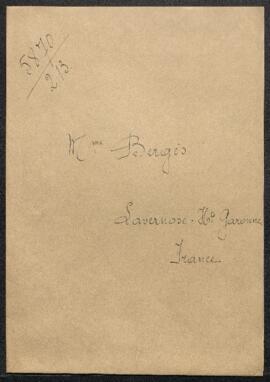 5870
2/3
Mme Bergès
Lavernose - Hte Garonne
France